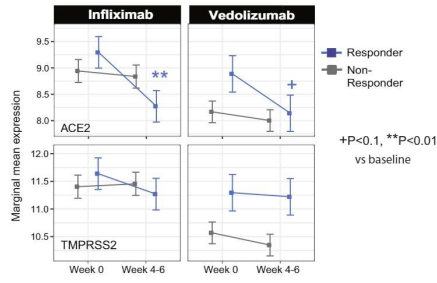 Infliximab Vedolizumab
Marginal mean expression
9.5
9.0
8.5
8.0
**
+
ACE2
12.0
11.5
11.0
10.5
TMPRSS2
Week 0 Week 4-6 Week 0 Week 4-6
Responder
Non-
Responder
+P<0.1, **P<0.01
vs baseline